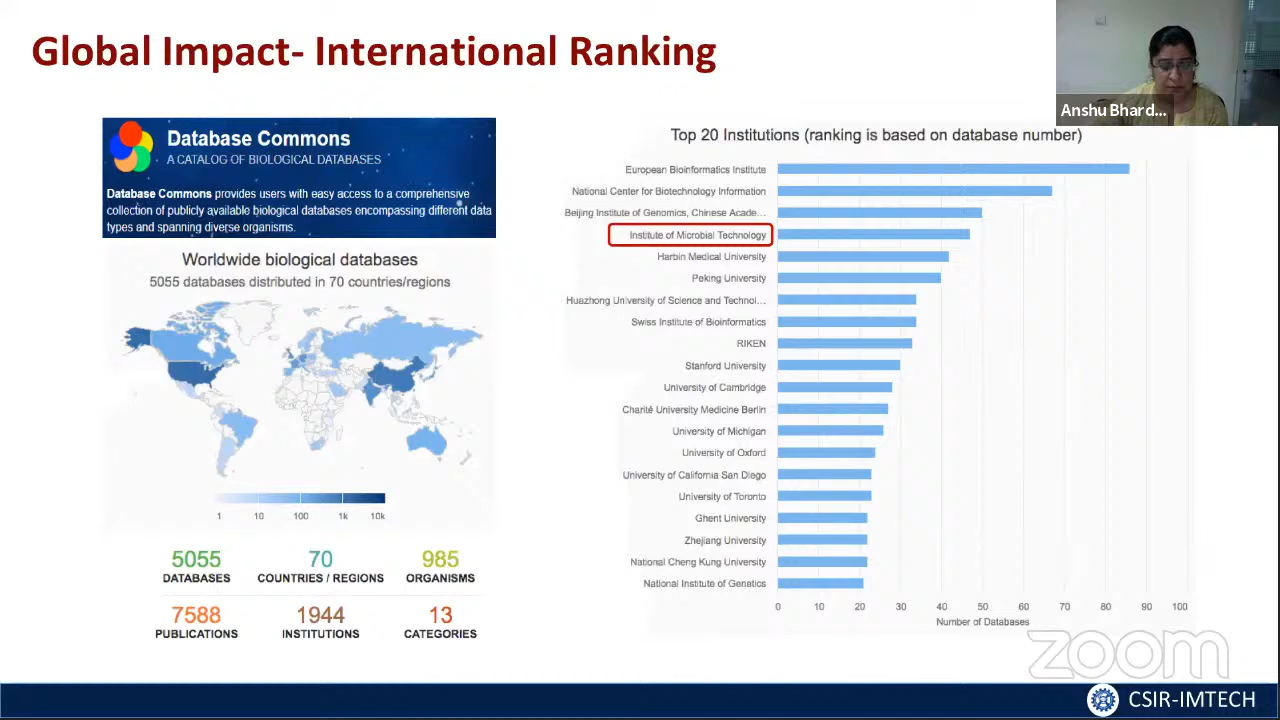 Global Impact- International Ranking
Anshu Bhard...
Database Commons
A CATALOG OF BIOLOGICAL DATABASES
Database Commons provides users with easy access to a comprehensive
collection of publicly available biological databases encompassing different data
types and spanning diverse organisms.
Worldwide biological databases
5055 databases distributed in 70 countries/regions
1 10 100 1k 10k
5055 70 985
DATABASES COUNTRIES / REGIONS ORGANISMS
7588 1944 13
PUBLICATIONS INSTITUTIONS CATEGORIES
Top 20 Institutions (ranking is based on database number)
European Bioinformatics Institute
National Center for Biotechnology Information
Beijing Institute of Genomics, Chinese Acade...
Institute of Microbial Technology
Harbin Medical University
Peking University
Huazhong University of Science and Technol...
Swiss Institute of Bioinformatics
RIKEN
Stanford University
University of Cambridge
Charité University Medicine Berlin
University of Michigan
University of Oxford
University of California San Diego
University of Toronto
Ghent University
Zhejiang University
National Cheng Kung University
National Institute of Genetics
0 10 20 30 40 50 60 70 80 90 100
Number of Databases
zoom
CSIR-IMTECH